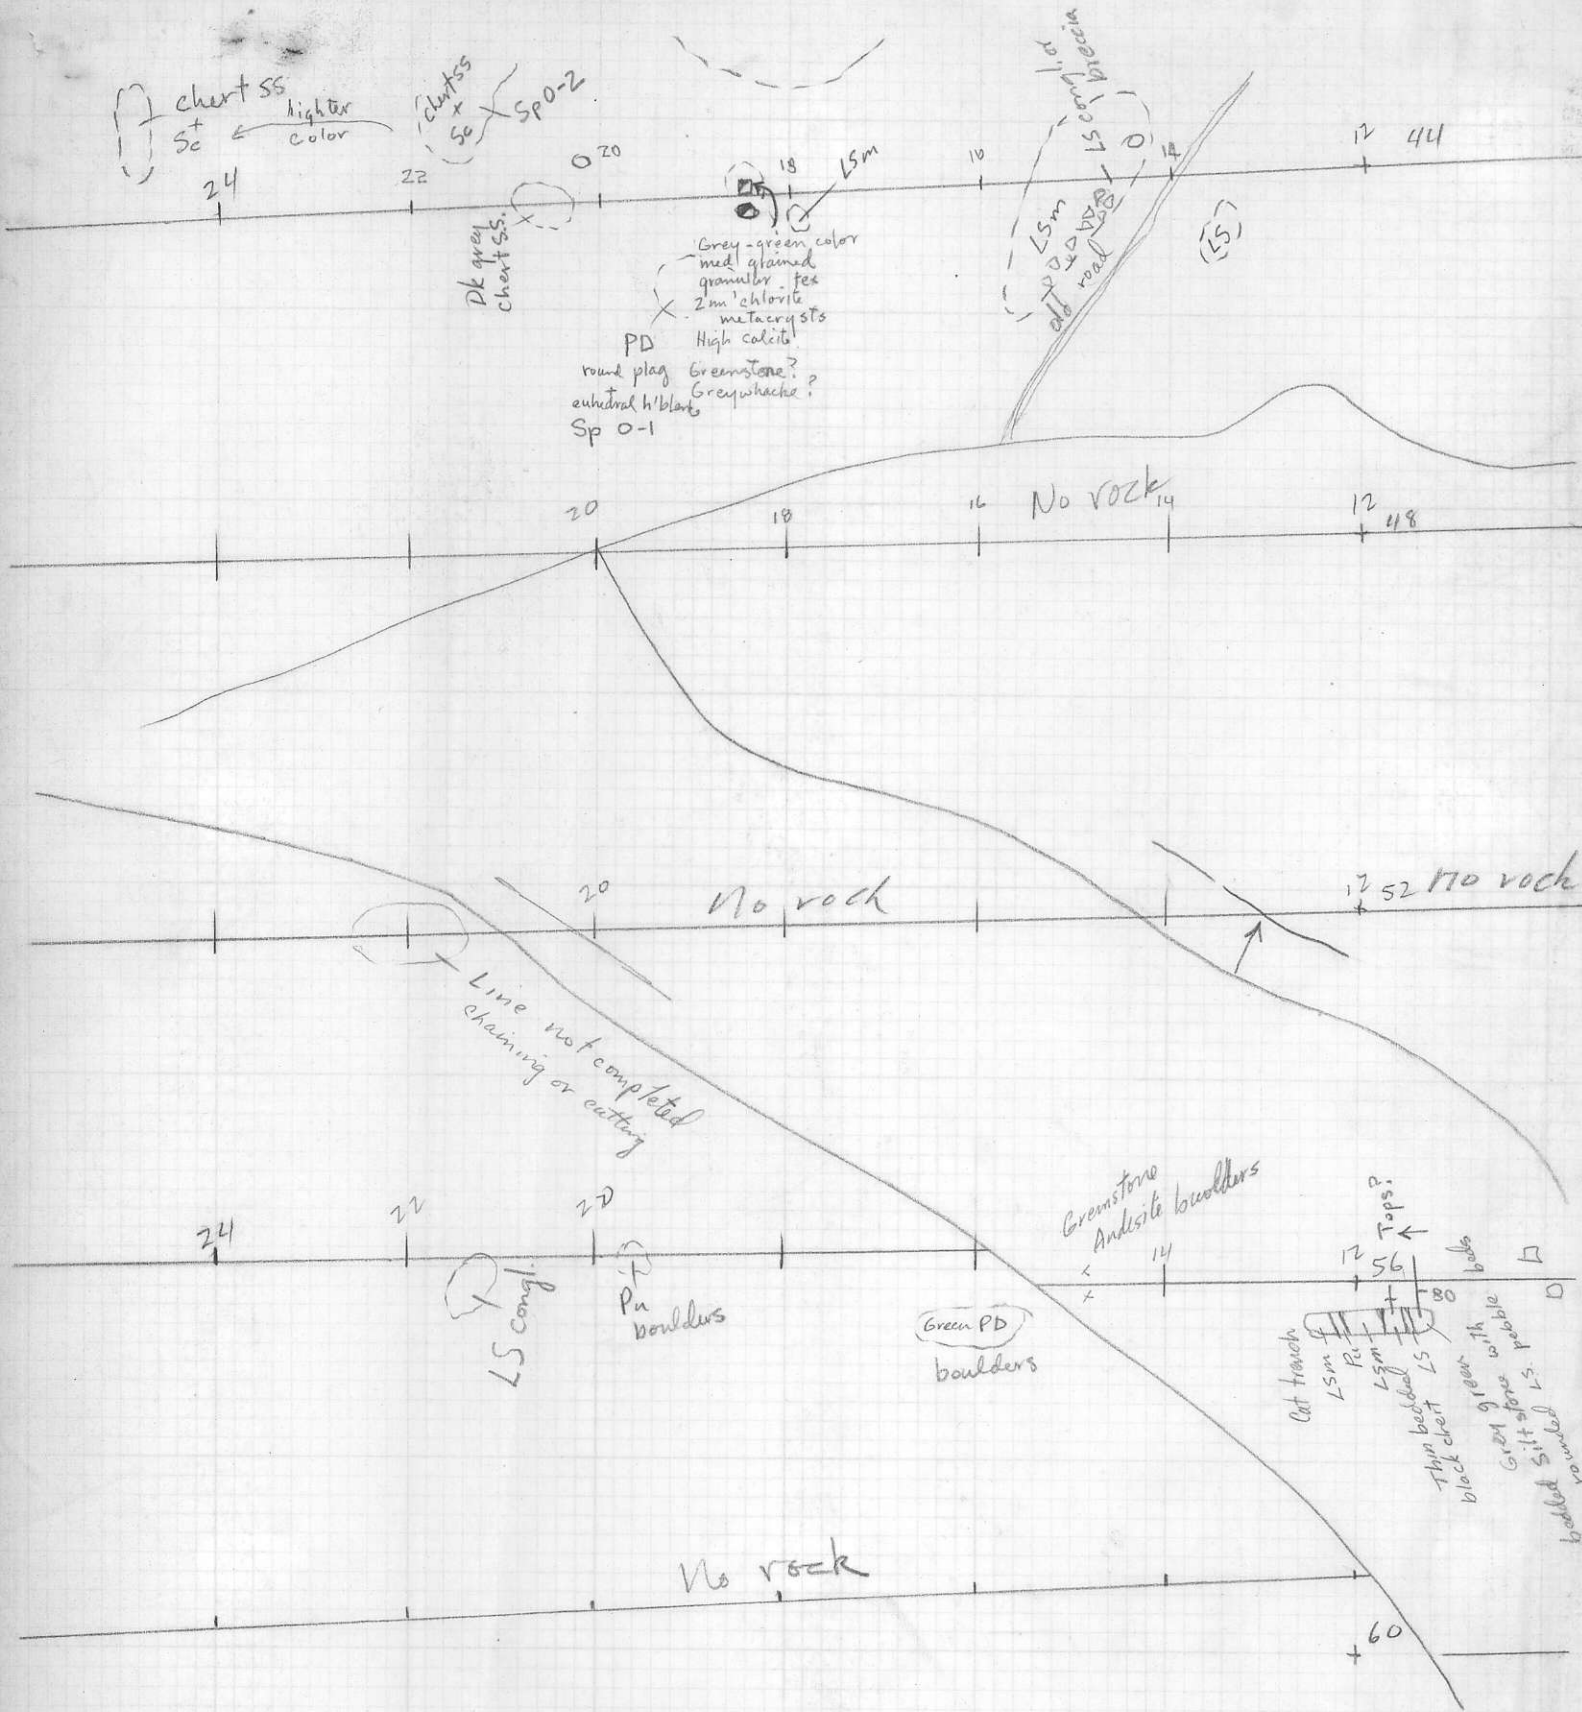 chert ss
+
Sc
lighter
color
chert ss
+
Sc
Sp 0-2
LS congl. or
breccia
24
22
20
18
LSm
16
14
12
44
Dk grey
chert s.s.
LSm
old road
(LS)
Grey-green color
med grained
granular tex
2 mm chlorite
metacrysts
High calcite
Greenstone?
Greywhacke?
PD
round plag
+
euhedral h'blende
Sp 0-1
20
18
16
No rock
14
12
48
20
No rock
12
52
No rock
Line not completed
chaining or cutting
24
22
20
LS congl.
Pu
boulders
Green PD
boulders
Greenstone
Andesite boulders
14
12
56
Tops?
80
Cat trench
LSm
Pu
LSm
Thin bedded
black chert
LS
Grey green
bedded siltstone with
rounded LS. pebble
beds
No rock
60